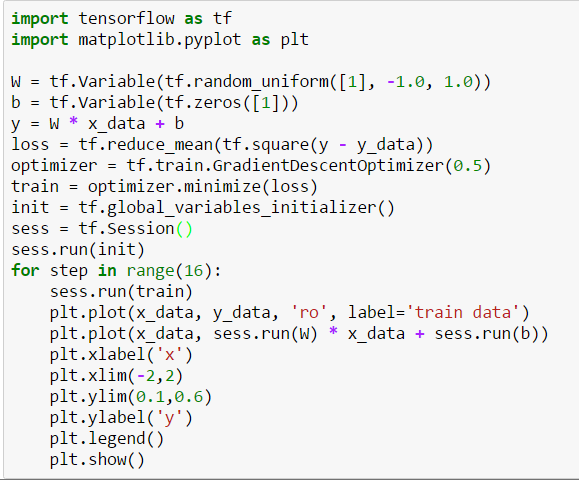 import tensorflow as tf
import matplotlib.pyplot as plt

W = tf.Variable(tf.random_uniform([1], -1.0, 1.0))
b = tf.Variable(tf.zeros([1]))
y = W * x_data + b
loss = tf.reduce_mean(tf.square(y - y_data))
optimizer = tf.train.GradientDescentOptimizer(0.5)
train = optimizer.minimize(loss)
init = tf.global_variables_initializer()
sess = tf.Session()
sess.run(init)
for step in range(16):
    sess.run(train)
    plt.plot(x_data, y_data, 'ro', label='train data')
    plt.plot(x_data, sess.run(W) * x_data + sess.run(b))
    plt.xlabel('x')
    plt.xlim(-2,2)
    plt.ylim(0.1,0.6)
    plt.ylabel('y')
    plt.legend()
    plt.show()